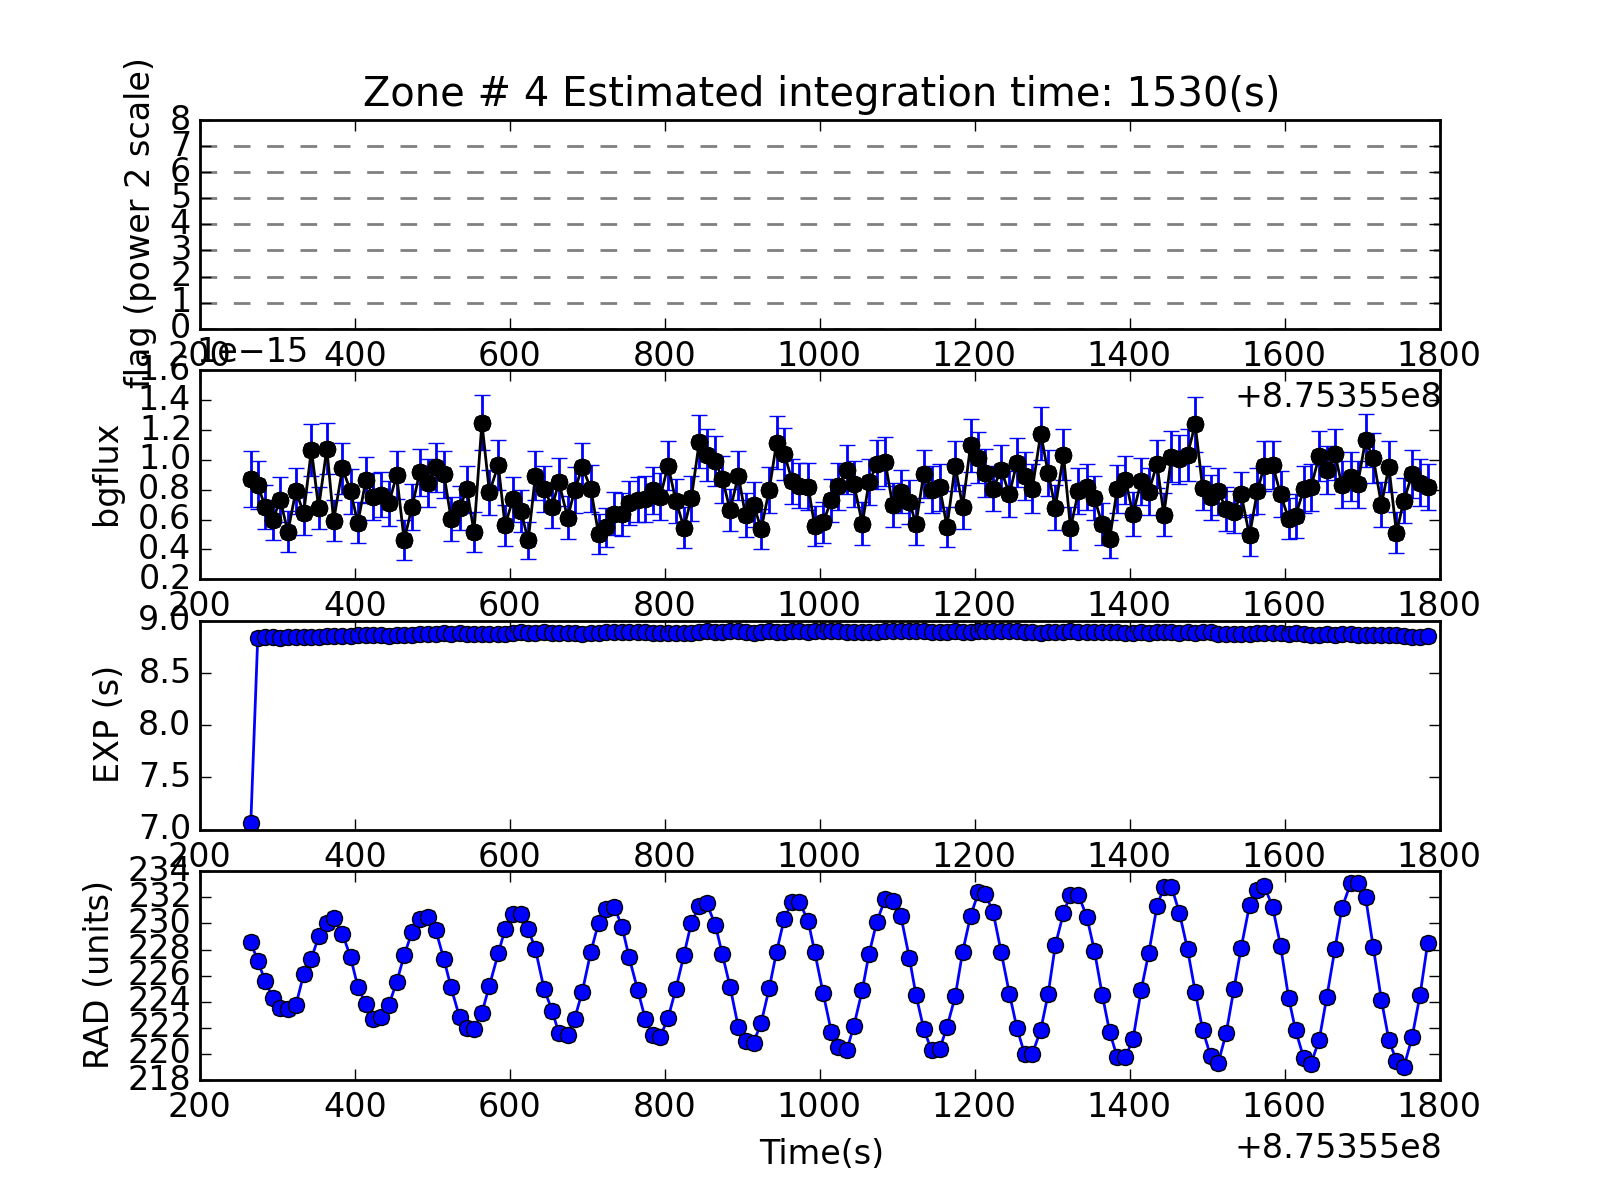 Zone # 4 Estimated integration time: 1530(s)
flag (power 2 scale)
8
7
6
5
4
3
2
1
0
200 400 600 800 1000 1200 1400 1600 1800
1e−15
+8.75355e8
bgflux
1.6
1.4
1.2
1.0
0.8
0.6
0.4
0.2
200 400 600 800 1000 1200 1400 1600 1800
EXP (s)
9.0
8.5
8.0
7.5
7.0
200 400 600 800 1000 1200 1400 1600 1800
RAD (units)
234
232
230
228
226
224
222
220
218
200 400 600 800 1000 1200 1400 1600 1800
Time(s)
+8.75355e8